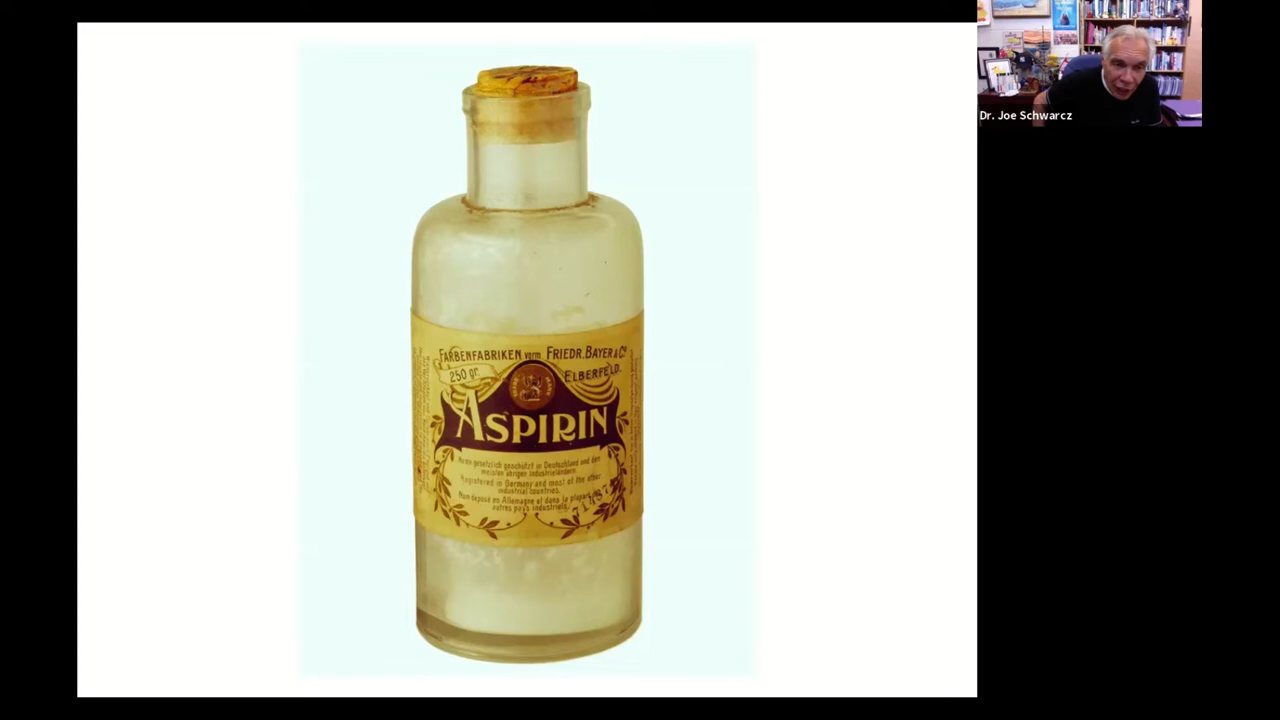 FARBENFABRIKEN vorm. FRIEDR. BAYER & Co.
250 gr.
ELBERFELD.
ASPIRIN
Name gesetzlich geschützt in Deutschland und den
meisten übrigen Industrieländern.
Registered in Germany and most of the other
industrial countries.
Nom déposé en Allemagne et dans la plupart des
autres pays industriels.
Dr. Joe Schwarcz